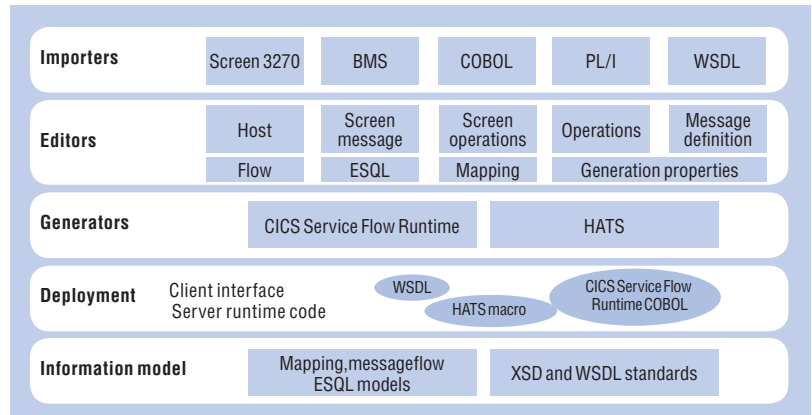 Importers
Screen 3270
BMS
COBOL
PL/I
WSDL
Editors
Host
Screen
message
Screen
operations
Operations
Message
definition
Flow
ESQL
Mapping
Generation properties
Generators
CICS Service Flow Runtime
HATS
Deployment
Client interface
Server runtime code
WSDL
HATS macro
CICS Service Flow
Runtime COBOL
Information model
Mapping,messageflow
ESQL models
XSD and WSDL standards